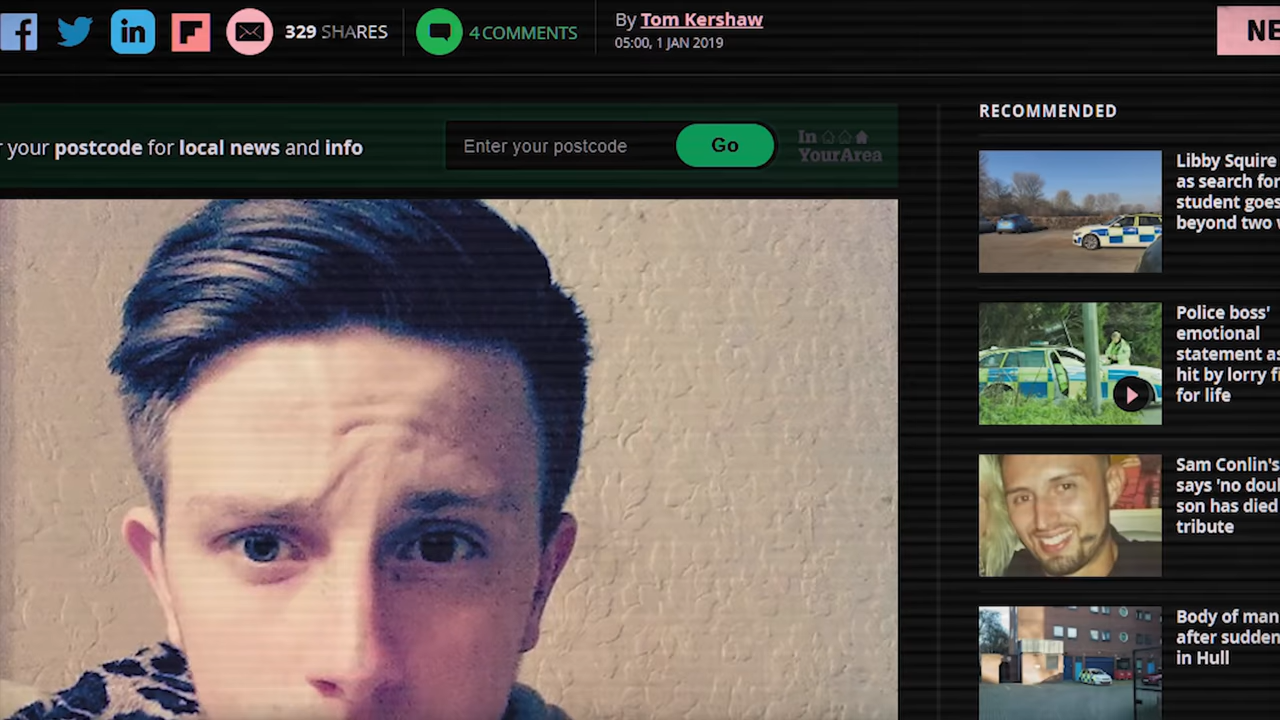 329 SHARES
4 COMMENTS
By Tom Kershaw
05:00, 1 JAN 2019
your postcode for local news and info
Enter your postcode
Go
In
YourArea
RECOMMENDED
Libby Squire
as search for
student goes
beyond two
Police boss'
emotional
statement as
hit by lorry
for life
Sam Conlin's
says 'no
son has died
tribute
Body of man
after sudden
in Hull